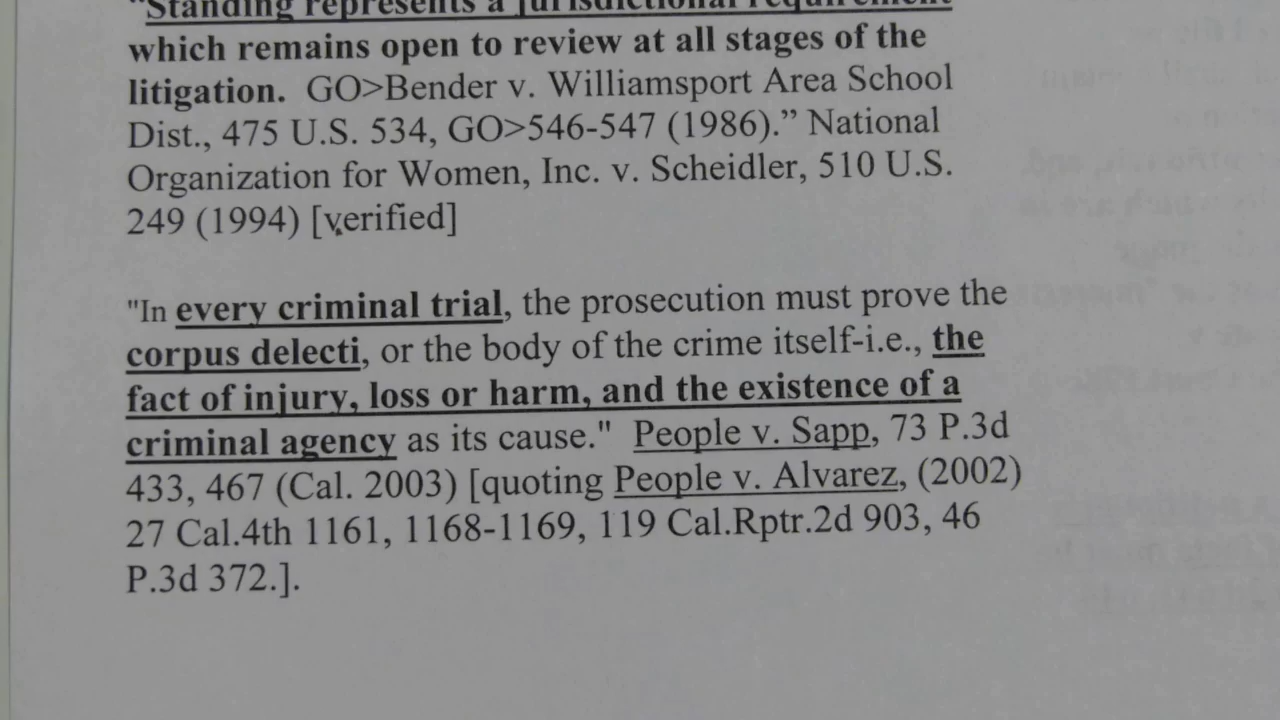 "Standing represents a jurisdictional requirement
which remains open to review at all stages of the
litigation. GO>Bender v. Williamsport Area School
Dist., 475 U.S. 534, GO>546-547 (1986).” National
Organization for Women, Inc. v. Scheidler, 510 U.S.
249 (1994) [verified]
"In every criminal trial, the prosecution must prove the
corpus delecti, or the body of the crime itself-i.e., the
fact of injury, loss or harm, and the existence of a
criminal agency as its cause." People v. Sapp, 73 P.3d
433, 467 (Cal. 2003) [quoting People v. Alvarez, (2002)
27 Cal.4th 1161, 1168-1169, 119 Cal.Rptr.2d 903, 46
P.3d 372.].